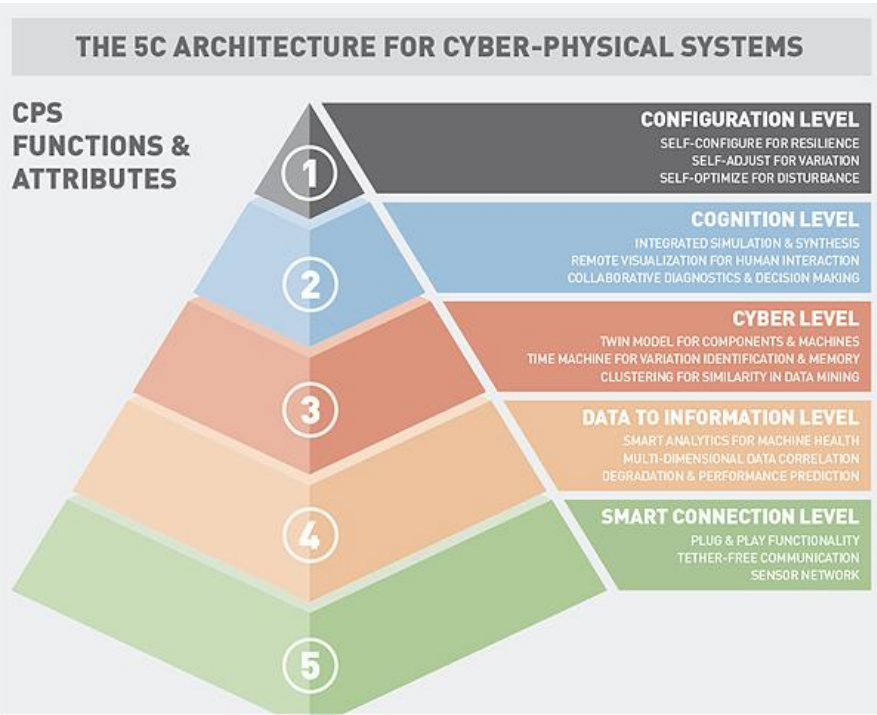 THE 5C ARCHITECTURE FOR CYBER-PHYSICAL SYSTEMS
CPS
FUNCTIONS &
ATTRIBUTES
1
CONFIGURATION LEVEL
SELF-CONFIGURE FOR RESILIENCE
SELF-ADJUST FOR VARIATION
SELF-OPTIMIZE FOR DISTURBANCE
2
COGNITION LEVEL
INTEGRATED SIMULATION & SYNTHESIS
REMOTE VISUALIZATION FOR HUMAN INTERACTION
COLLABORATIVE DIAGNOSTICS & DECISION MAKING
3
CYBER LEVEL
TWIN MODEL FOR COMPONENTS & MACHINES
TIME MACHINE FOR VARIATION IDENTIFICATION & MEMORY
CLUSTERING FOR SIMILARITY IN DATA MINING
4
DATA TO INFORMATION LEVEL
SMART ANALYTICS FOR MACHINE HEALTH
MULTI-DIMENSIONAL DATA CORRELATION
DEGRADATION & PERFORMANCE PREDICTION
5
SMART CONNECTION LEVEL
PLUG & PLAY FUNCTIONALITY
TETHER-FREE COMMUNICATION
SENSOR NETWORK